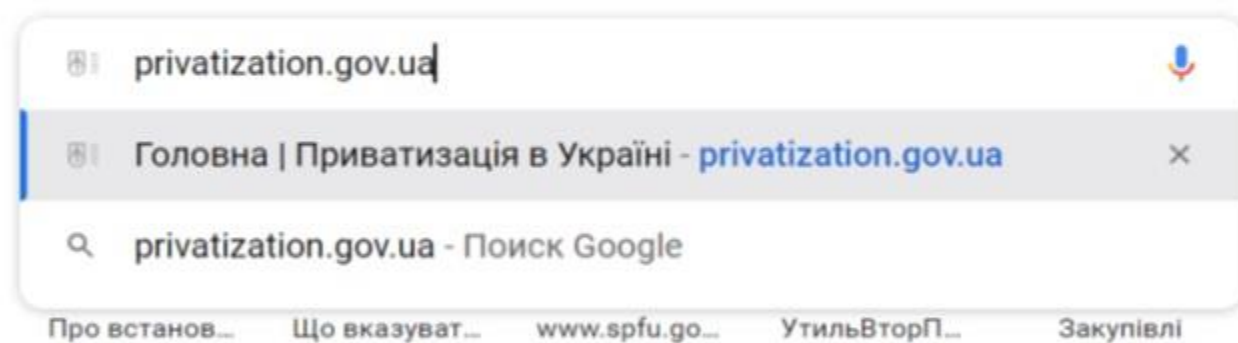 privatization.gov.ua
Головна | Приватизація в Україні - privatization.gov.ua
privatization.gov.ua - Поиск Google
Про встанов... Що вказуват... www.spfu.go... УтильВторП... Закупівлі